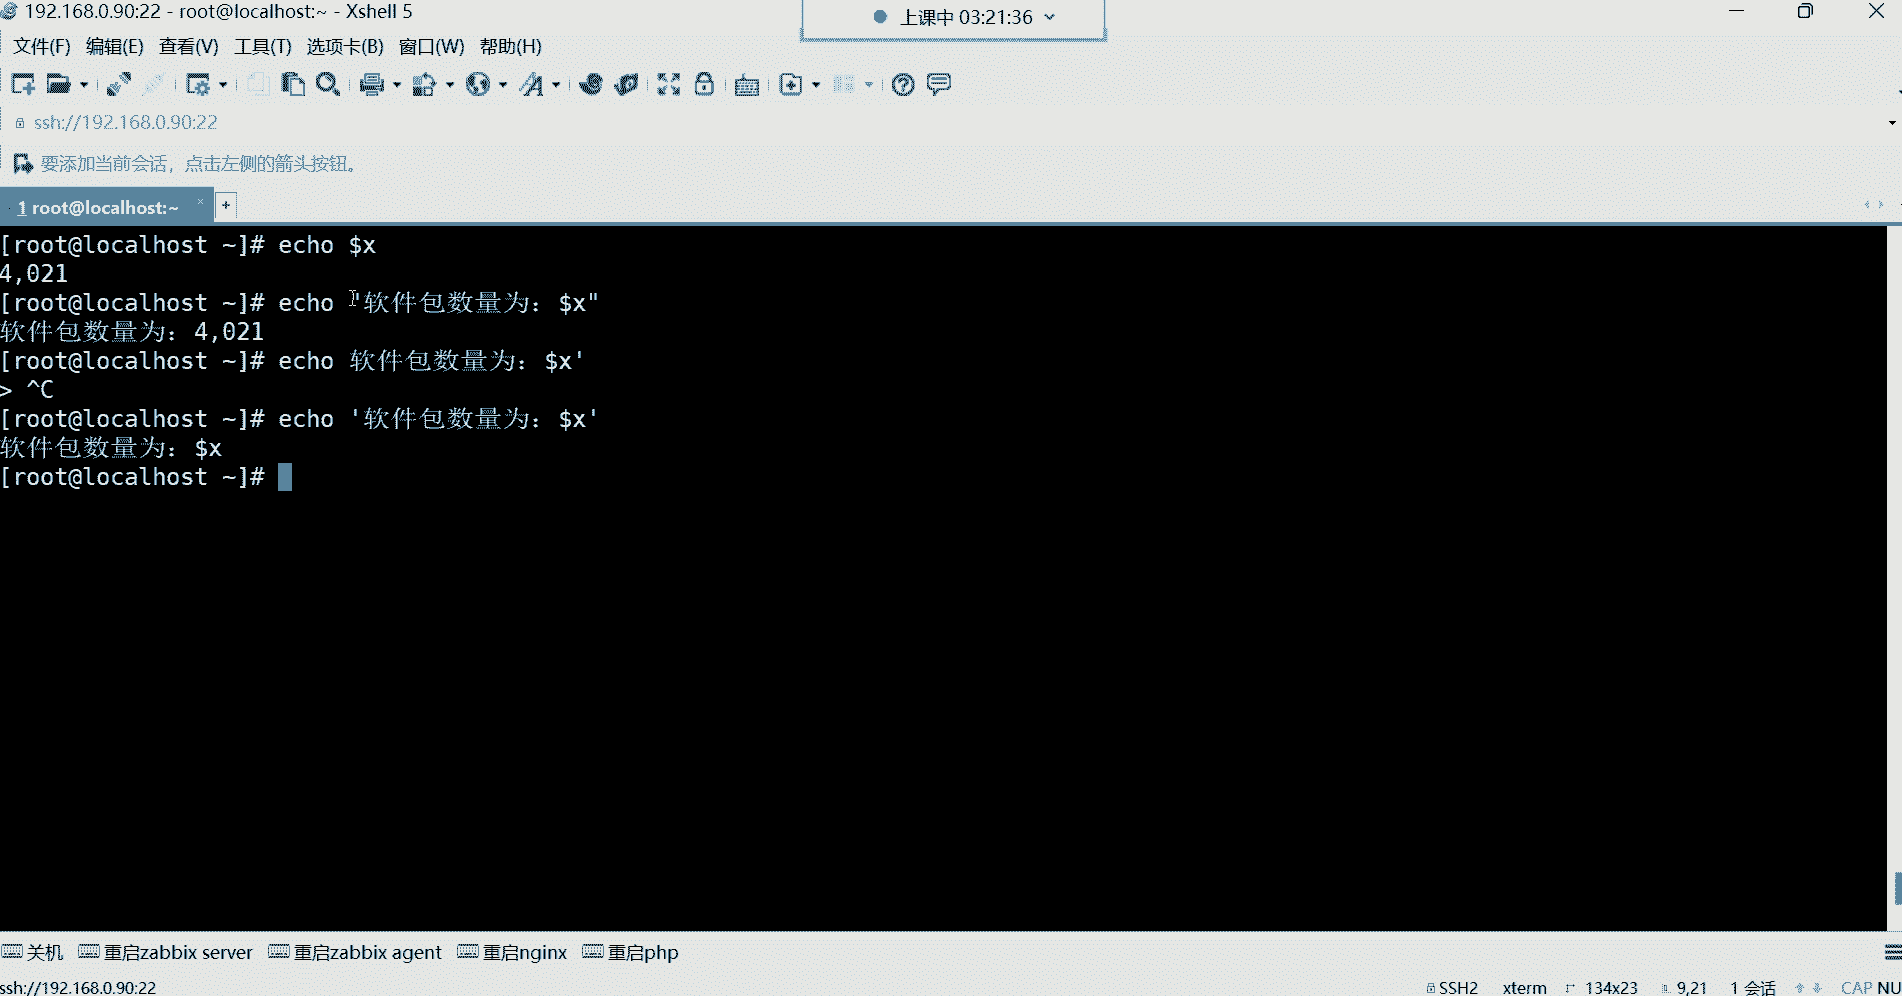 192.168.0.90:22 - root@localhost:~ - Xshell 5
上课中 03:21:36
文件(F) 编辑(E) 查看(V) 工具(T) 选项卡(B) 窗口(W) 帮助(H)
ssh://192.168.0.90:22
要添加当前会话，点击左侧的箭头按钮。
1 root@localhost:~ × +
[root@localhost ~]# echo $x
4,021
[root@localhost ~]# echo "软件包数量为：$x"
软件包数量为：4,021
[root@localhost ~]# echo 软件包数量为：$x'
> ^C
[root@localhost ~]# echo '软件包数量为：$x'
软件包数量为：$x
[root@localhost ~]#
关机 重启zabbix server 重启zabbix agent 重启nginx 重启php
ssh://192.168.0.90:22 SSH2 xterm 134x23 9,21 1 会话 CAP NU